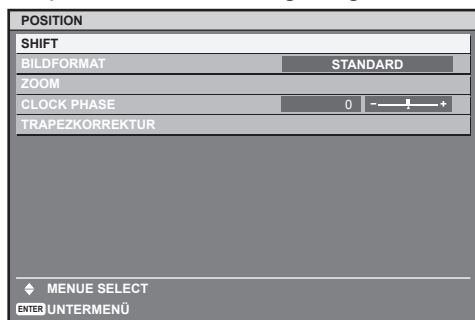 POSITION
SHIFT
BILDFORMAT STANDARD
ZOOM
CLOCK PHASE 0 - +
TRAPEZKORREKTUR
MENUE SELECT
ENTER UNTERMENÜ